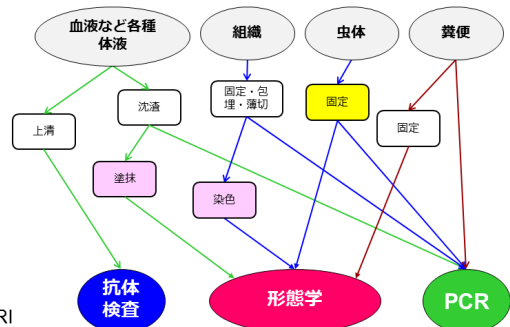 血液など各種
体液
組織
虫体
糞便
固定・包
埋・薄切
沈渣
固定
上清
固定
塗抹
染色
抗体
検査
形態学
PCR
RI